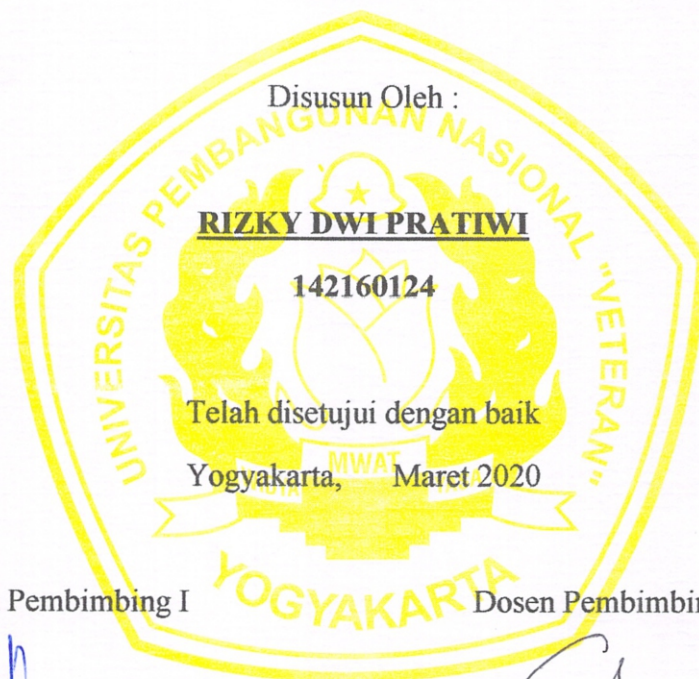 Disusun Oleh :
UNIVERSITAS PEMBANGUNAN NASIONAL "VETERAN"
RIZKY DWI PRATIWI
142160124
Telah disetujui dengan baik
MWAT
Yogyakarta, Maret 2020
YOGYAKARTA
Pembimbing I Dosen